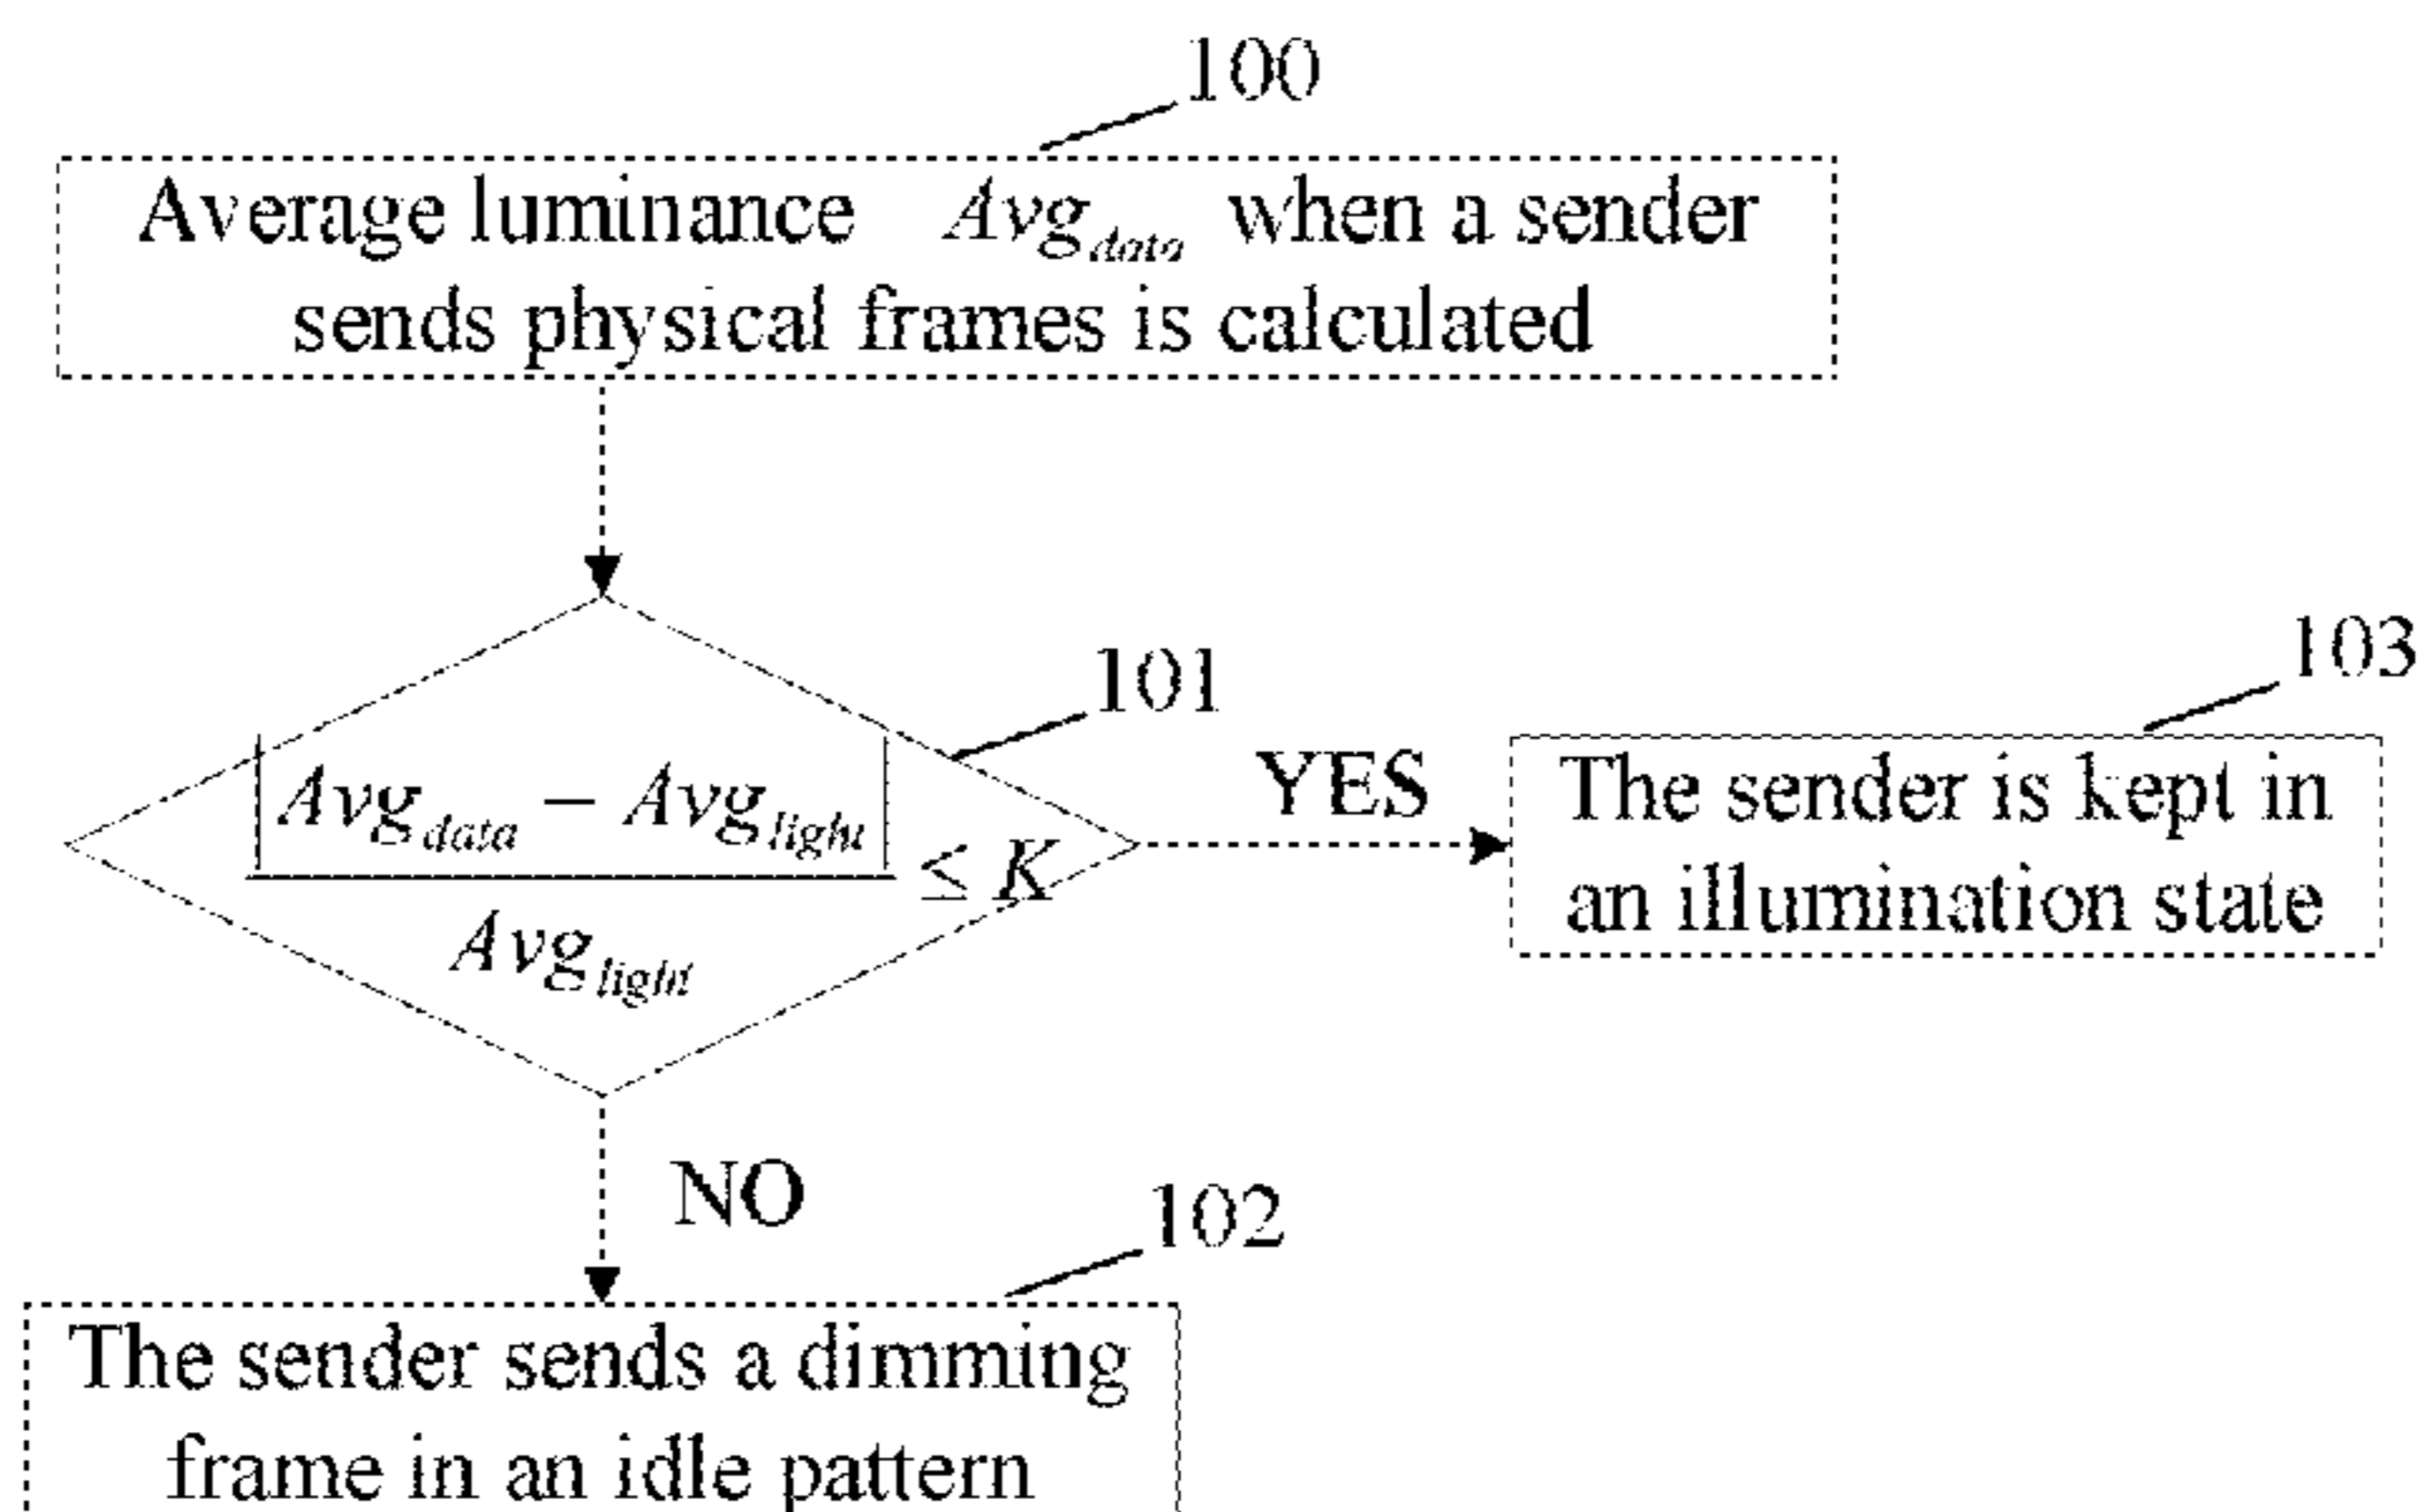 100
Average luminance Avg_data when a sender
sends physical frames is calculated
101
103
|Avg_data − Avg_light|
≤ K
Avg_light
YES
The sender is kept in
an illumination state
NO
102
The sender sends a dimming
frame in an idle pattern